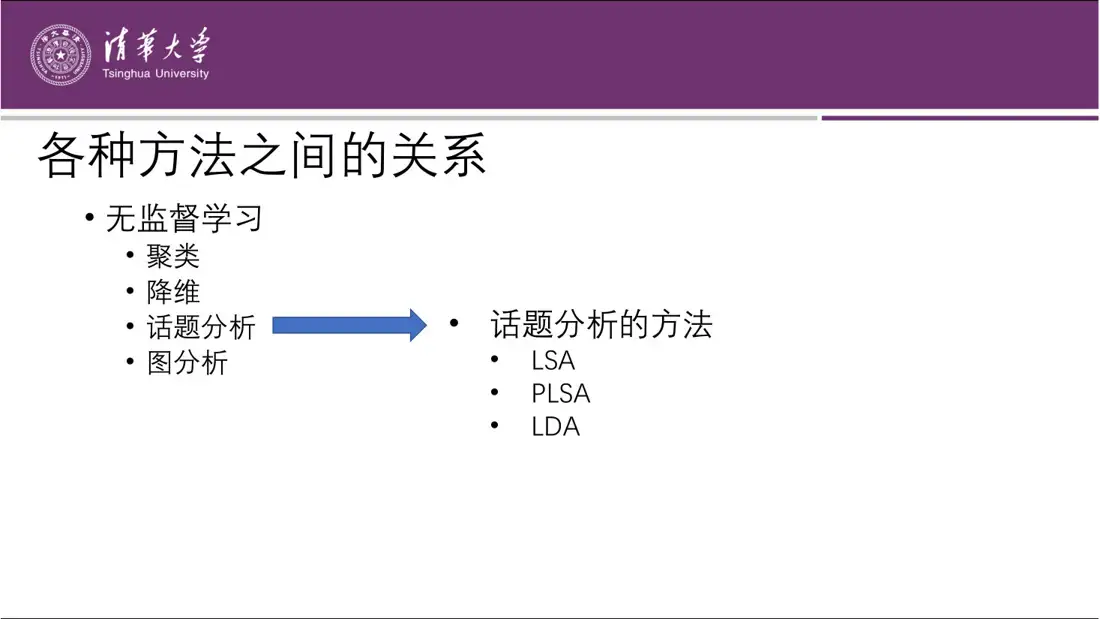 清华大学
Tsinghua University
各种方法之间的关系
• 无监督学习
• 聚类
• 降维
• 话题分析
• 图分析
• 话题分析的方法
• LSA
• PLSA
• LDA